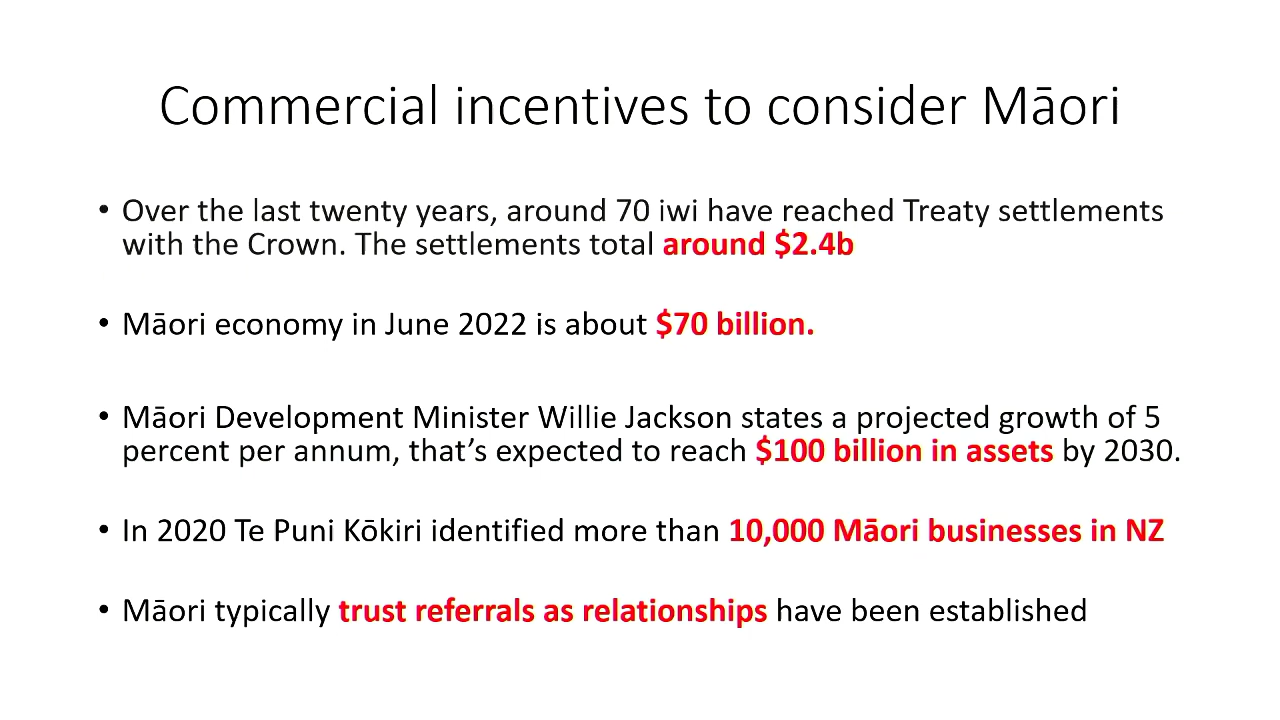 Commercial incentives to consider Māori
• Over the last twenty years, around 70 iwi have reached Treaty settlements
with the Crown. The settlements total around $2.4b
• Māori economy in June 2022 is about $70 billion.
• Māori Development Minister Willie Jackson states a projected growth of 5
percent per annum, that’s expected to reach $100 billion in assets by 2030.
• In 2020 Te Puni Kōkiri identified more than 10,000 Māori businesses in NZ
• Māori typically trust referrals as relationships have been established